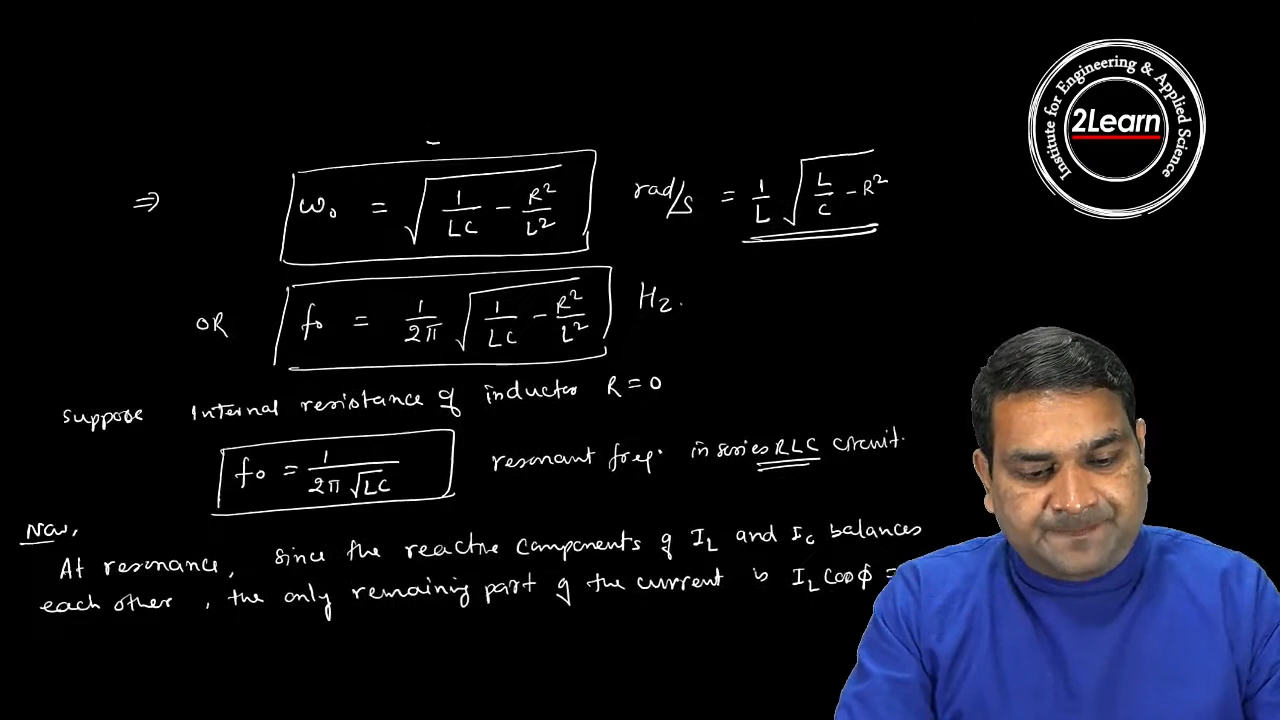 Institute for Engineering & Applied Science
2Learn
⇒ ω₀ = √(1/LC − R²/L²) rad/s = 1/L √(L/C − R²)
OR f₀ = 1/2π √(1/LC − R²/L²) Hz.
Suppose Internal resistance of inductor R = 0
f₀ = 1/2π√LC resonant freq. in series RLC circuit.
Now,
At resonance, Since the reactive components of I_L and I_C balances
each other, the only remaining part of the current is I_L Cosφ =